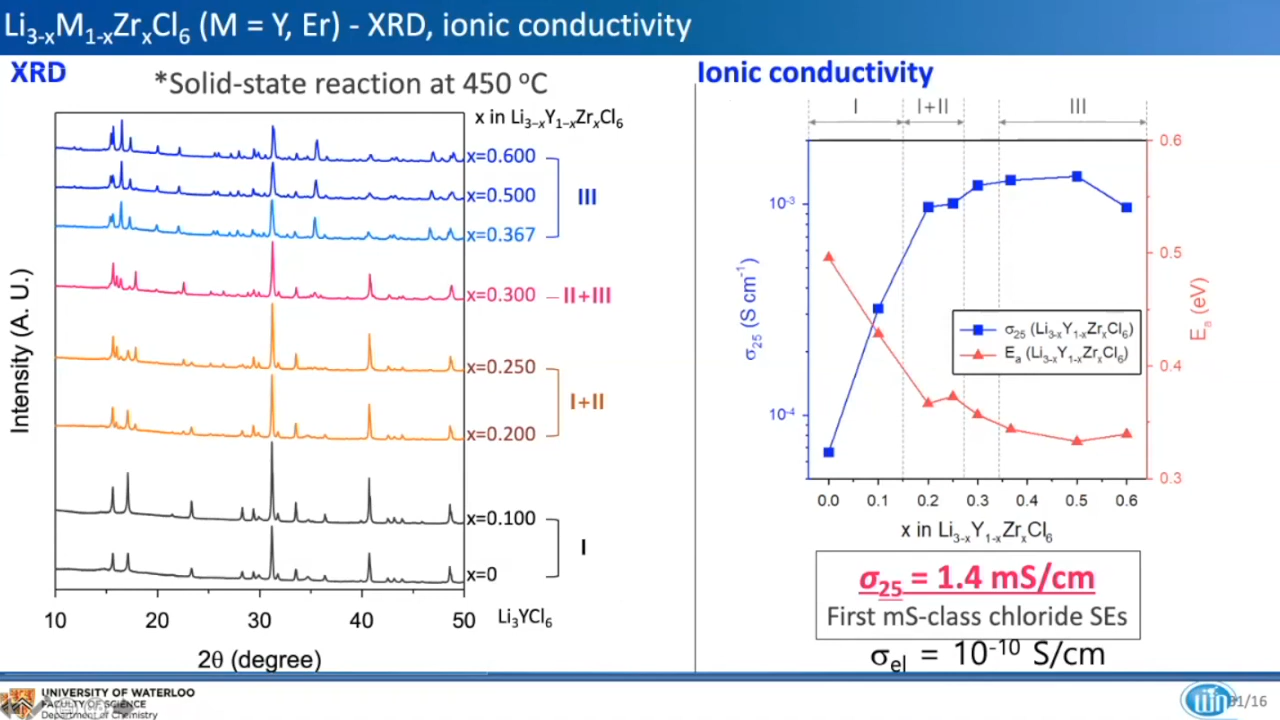 Li3-xM1-xZrxCl6 (M = Y, Er) - XRD, ionic conductivity
XRD
*Solid-state reaction at 450 oC
x in Li3−xY1−xZrxCl6
x=0.600
x=0.500
x=0.367
III
x=0.300
II+III
x=0.250
x=0.200
I+II
x=0.100
x=0
I
Intensity (A. U.)
10 20 30 40 50
Li3YCl6
2θ (degree)
Ionic conductivity
I I+II III
10-3
10-4
σ25 (S cm-1)
0.6
0.5
0.4
0.3
Ea (eV)
σ25 (Li3-xY1-xZrxCl6)
Ea (Li3-xY1-xZrxCl6)
0.0 0.1 0.2 0.3 0.4 0.5 0.6
x in Li3-xY1-xZrxCl6
σ25 = 1.4 mS/cm
First mS-class chloride SEs
σel = 10-10 S/cm
UNIVERSITY OF WATERLOO
FACULTY OF SCIENCE
Department of Chemistry
/16